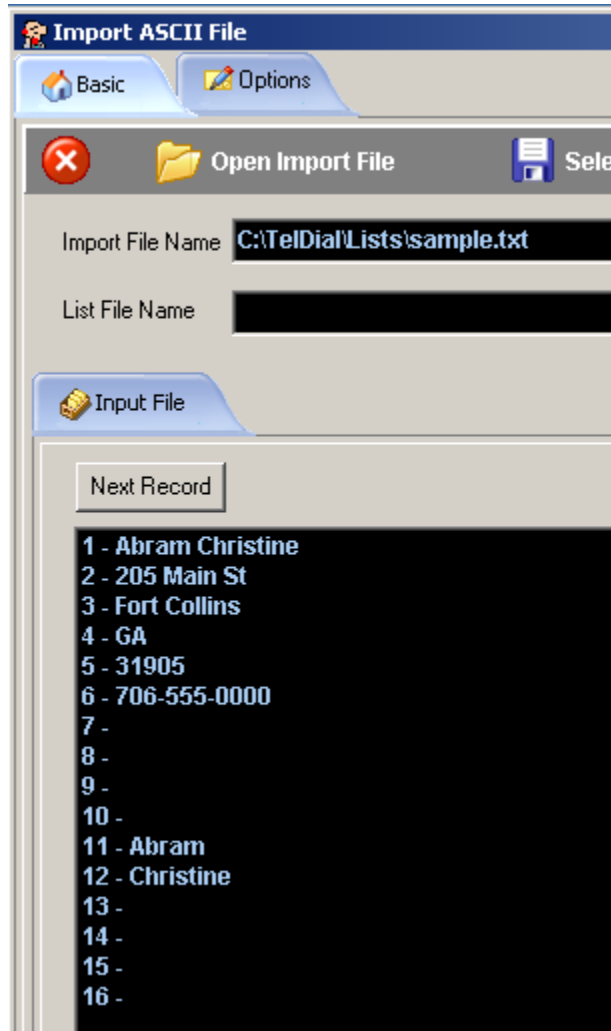 Import ASCII File
Basic
Options
Open Import File
Sele
Import File Name C:\TelDial\Lists\sample.txt
List File Name
Input File
Next Record
1 - Abram Christine
2 - 205 Main St
3 - Fort Collins
4 - GA
5 - 31905
6 - 706-555-0000
7 -
8 -
9 -
10 -
11 - Abram
12 - Christine
13 -
14 -
15 -
16 -